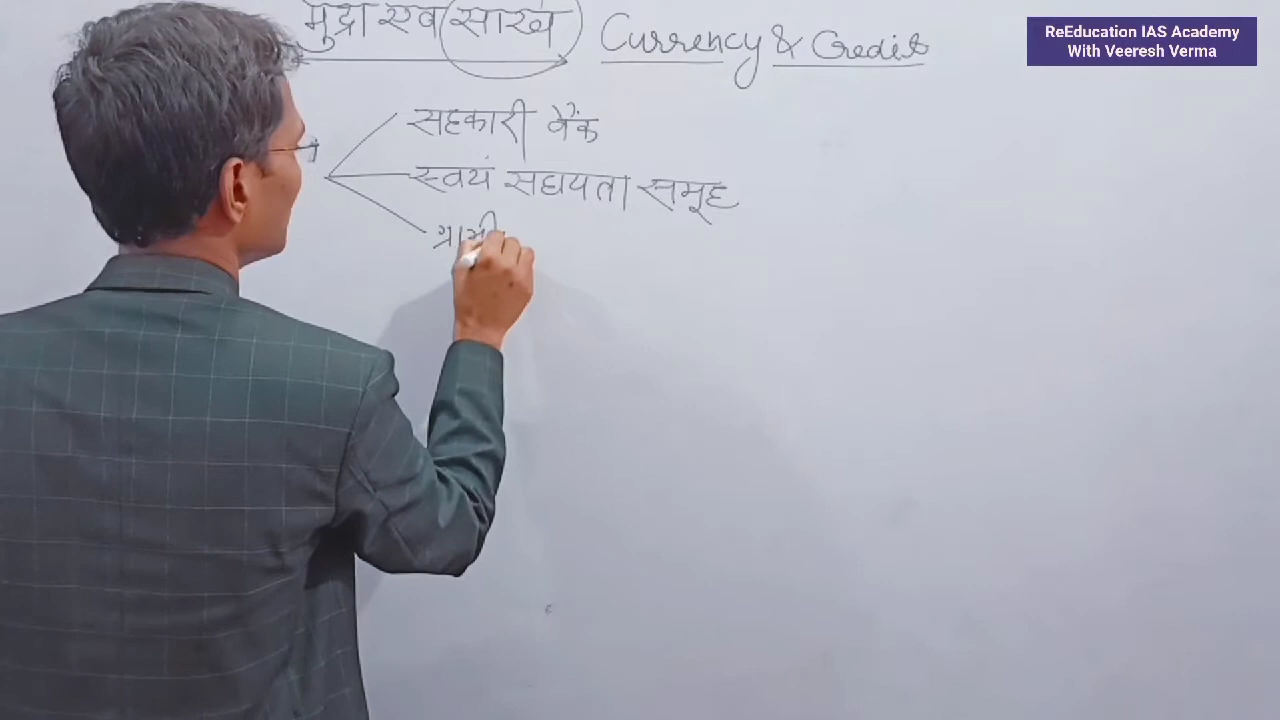 मुद्रा एवं साख Currency & Credit
ReEducation IAS Academy
With Veeresh Verma
सहकारी बैंक
स्वयं सहायता समूह
ग्रामी